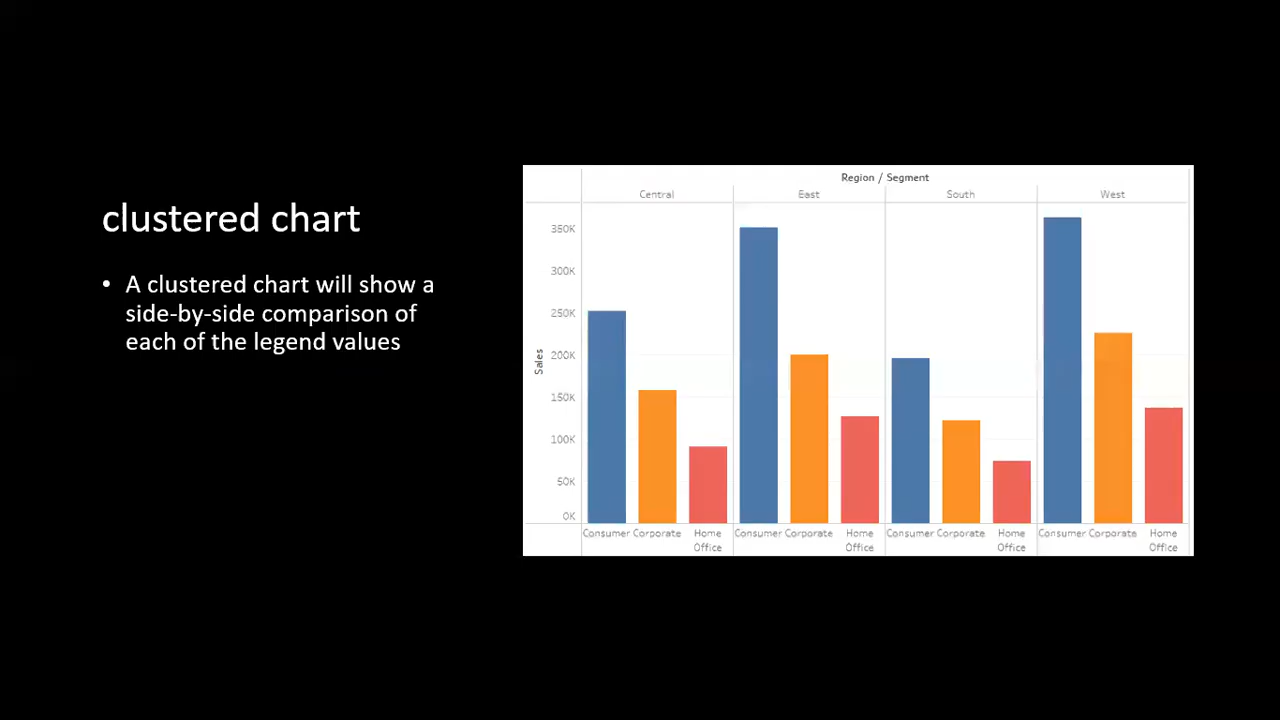 clustered chart
• A clustered chart will show a
side-by-side comparison of
each of the legend values
Region / Segment
Central East South West
Sales
350K
300K
250K
200K
150K
100K
50K
0K
Consumer Corporate Home Office Consumer Corporate Home Office Consumer Corporate Home Office Consumer Corporate Home Office